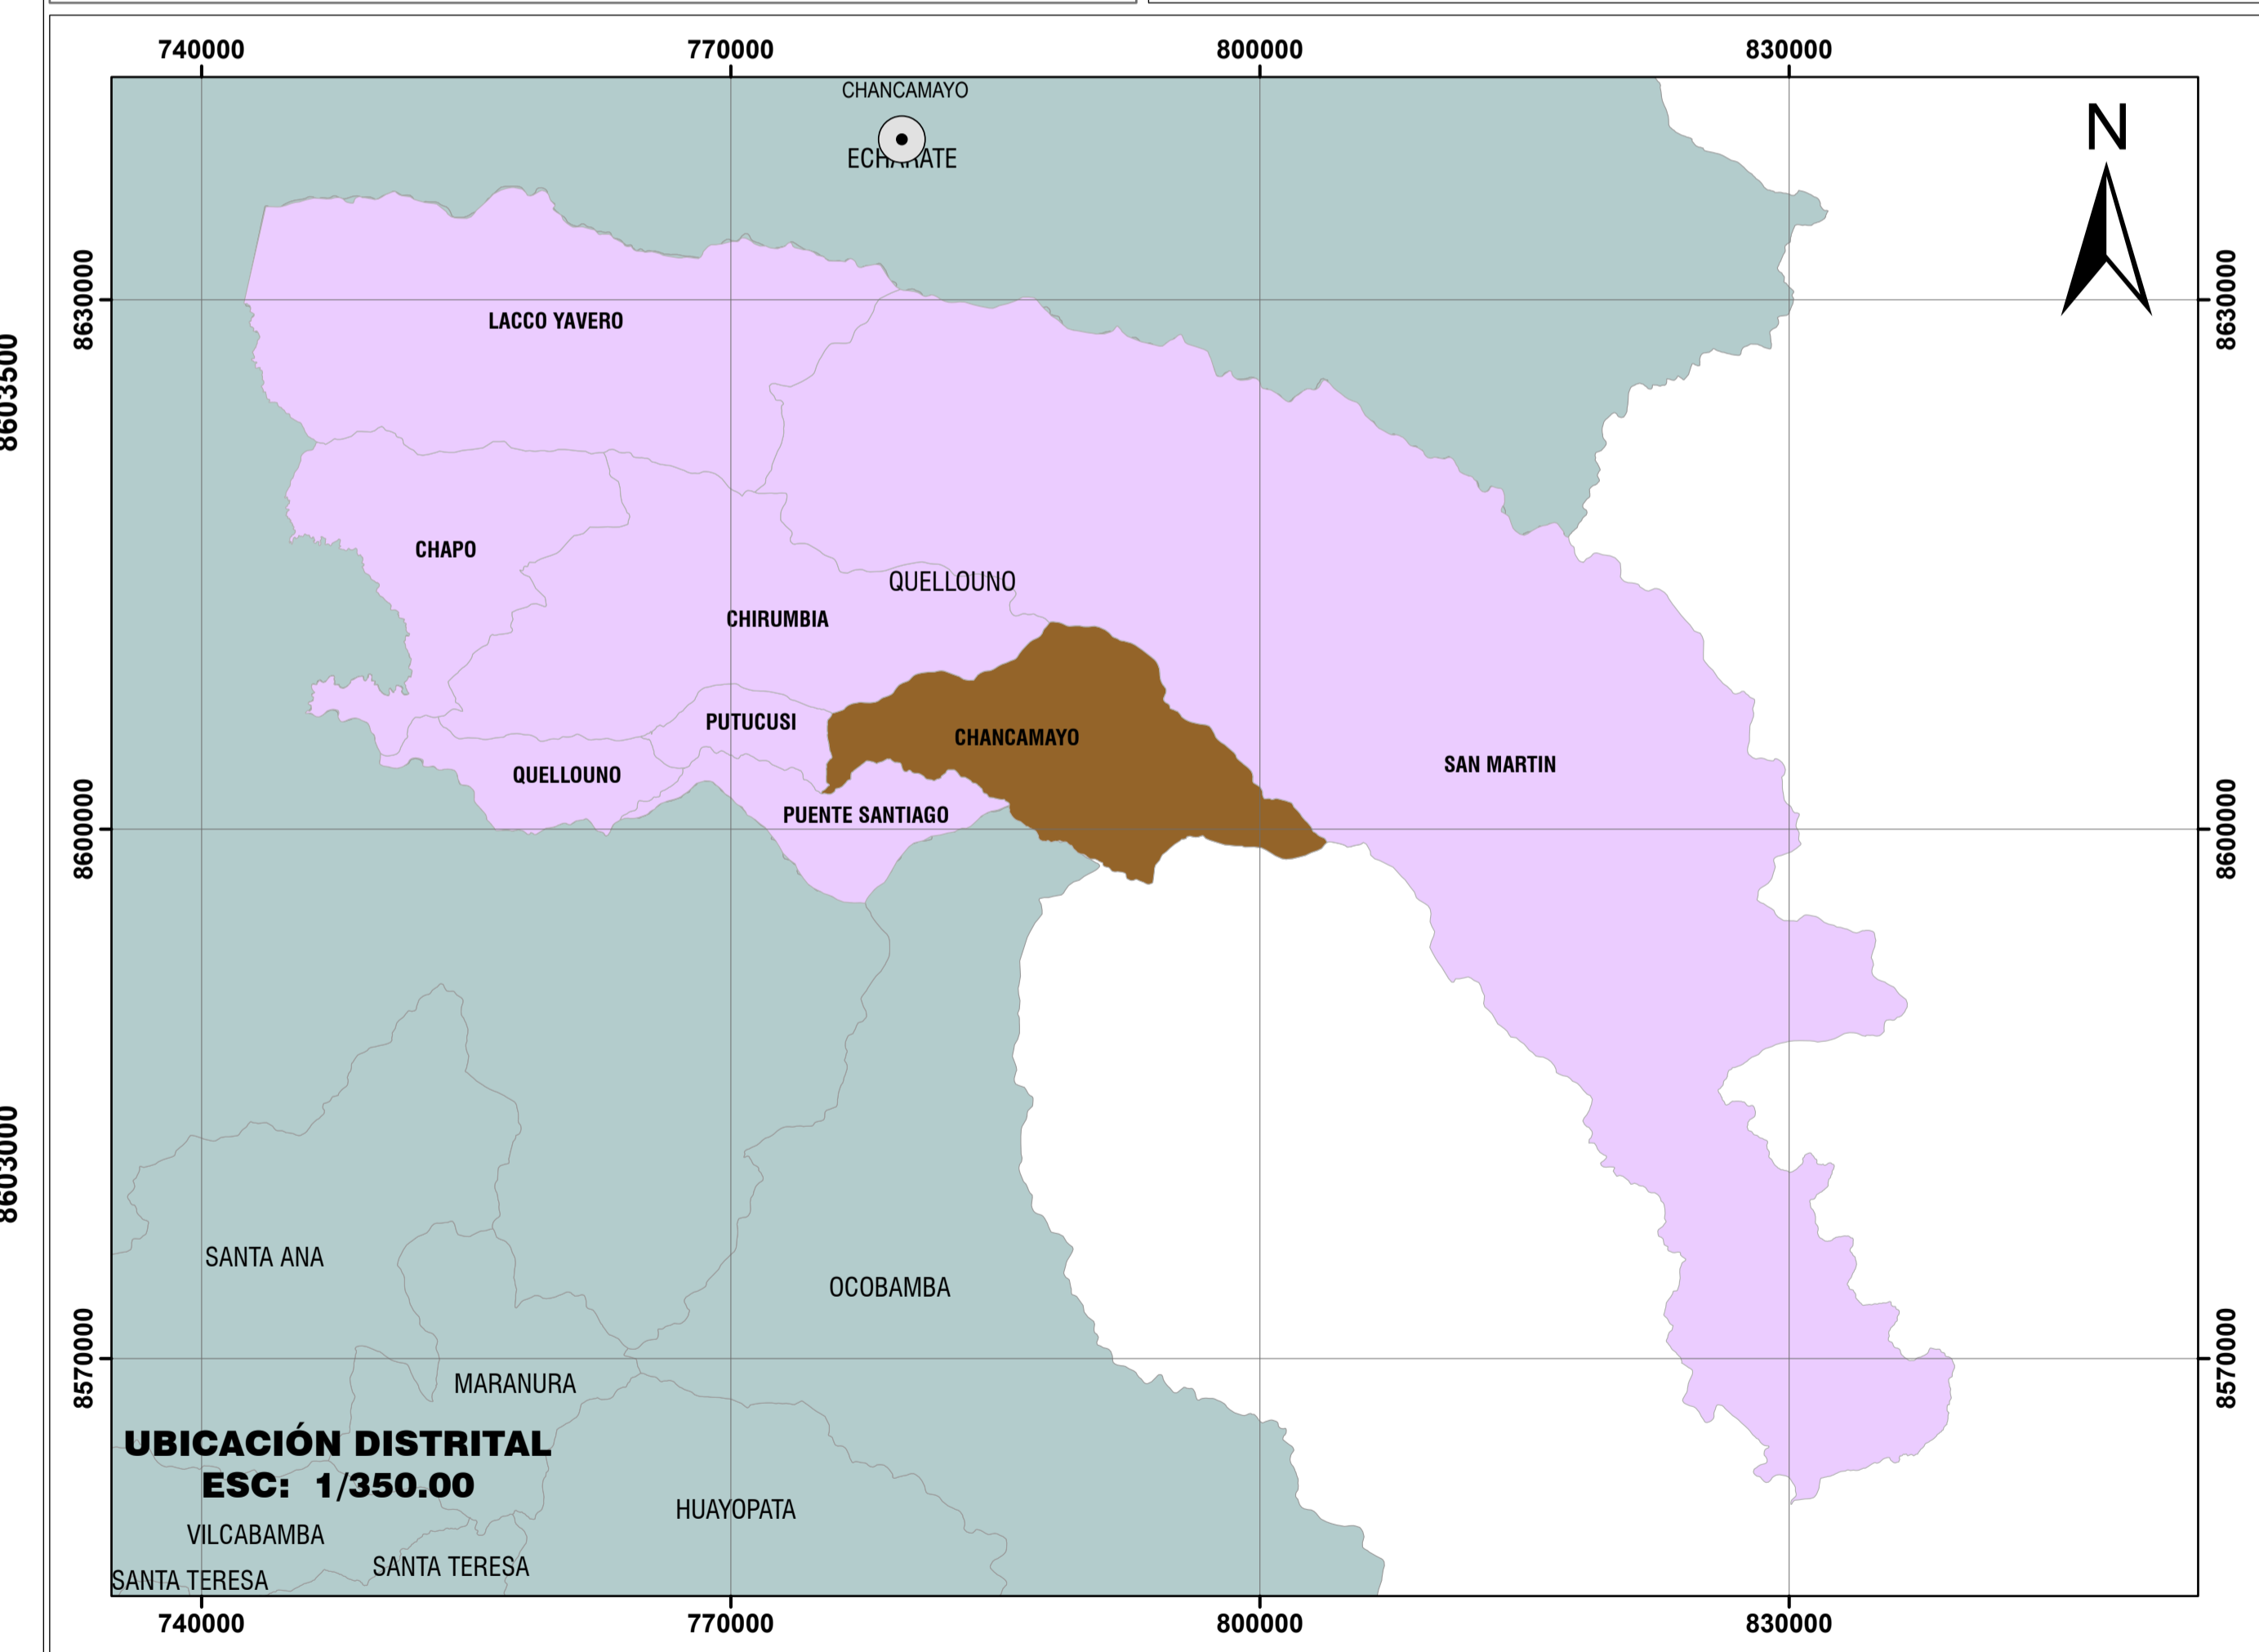 740000 770000 800000 830000
CHANCAMAYO
ECHARATE
N
8630000 8630000
LACCO YAVERO
8603500
CHAPO
QUELLOUNO
CHIRUMBIA
PUTUCUSI
CHANCAMAYO
SAN MARTIN
QUELLOUNO
PUENTE SANTIAGO
8600000 8600000
8603000
SANTA ANA
OCOBAMBA
8570000 8570000
MARANURA
UBICACIÓN DISTRITAL
ESC: 1/350.00
HUAYOPATA
VILCABAMBA
SANTA TERESA
SANTA TERESA
740000 770000 800000 830000